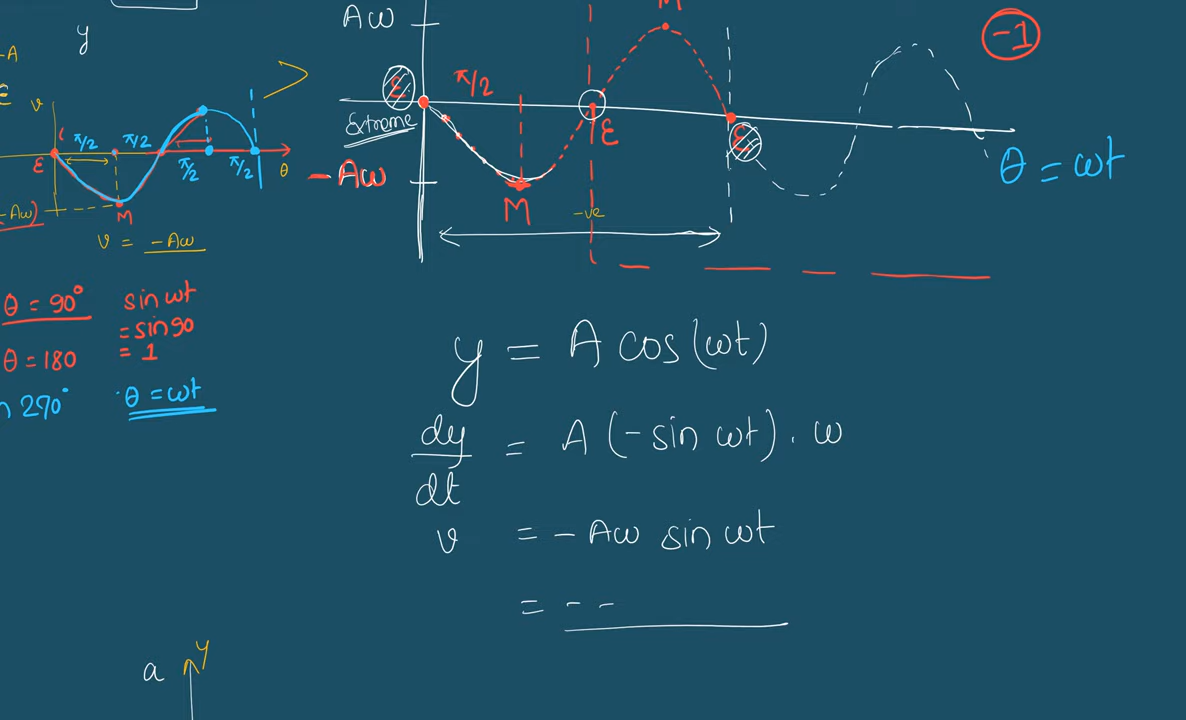 y
-A
ε
v
π/2 π/2
π/2 π/2
ε
θ
M
-Aω)
v = -Aω
θ = 90° sin ωt
= sin 90
θ = 180 = 1
270° θ = ωt
Aω
M
-1
ε π/2
Extreme
ε
ε
-Aω
M
-ve
θ = ωt
y = A cos(ωt)
dy/dt = A(-sin ωt) . ω
v = -Aω sin ωt
= - -
a y